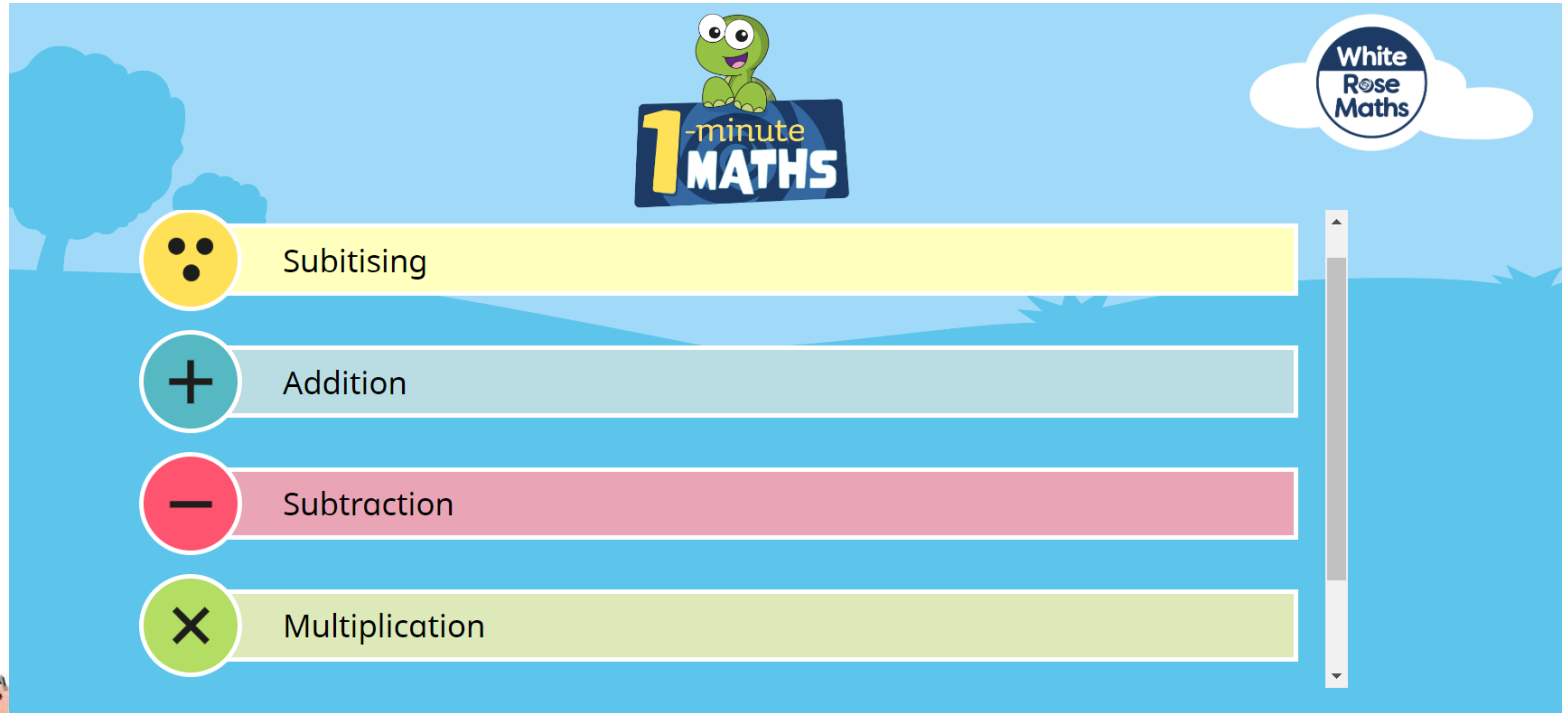 1-minute
MATHS
White
Rose
Maths
Subitising
Addition
Subtraction
Multiplication